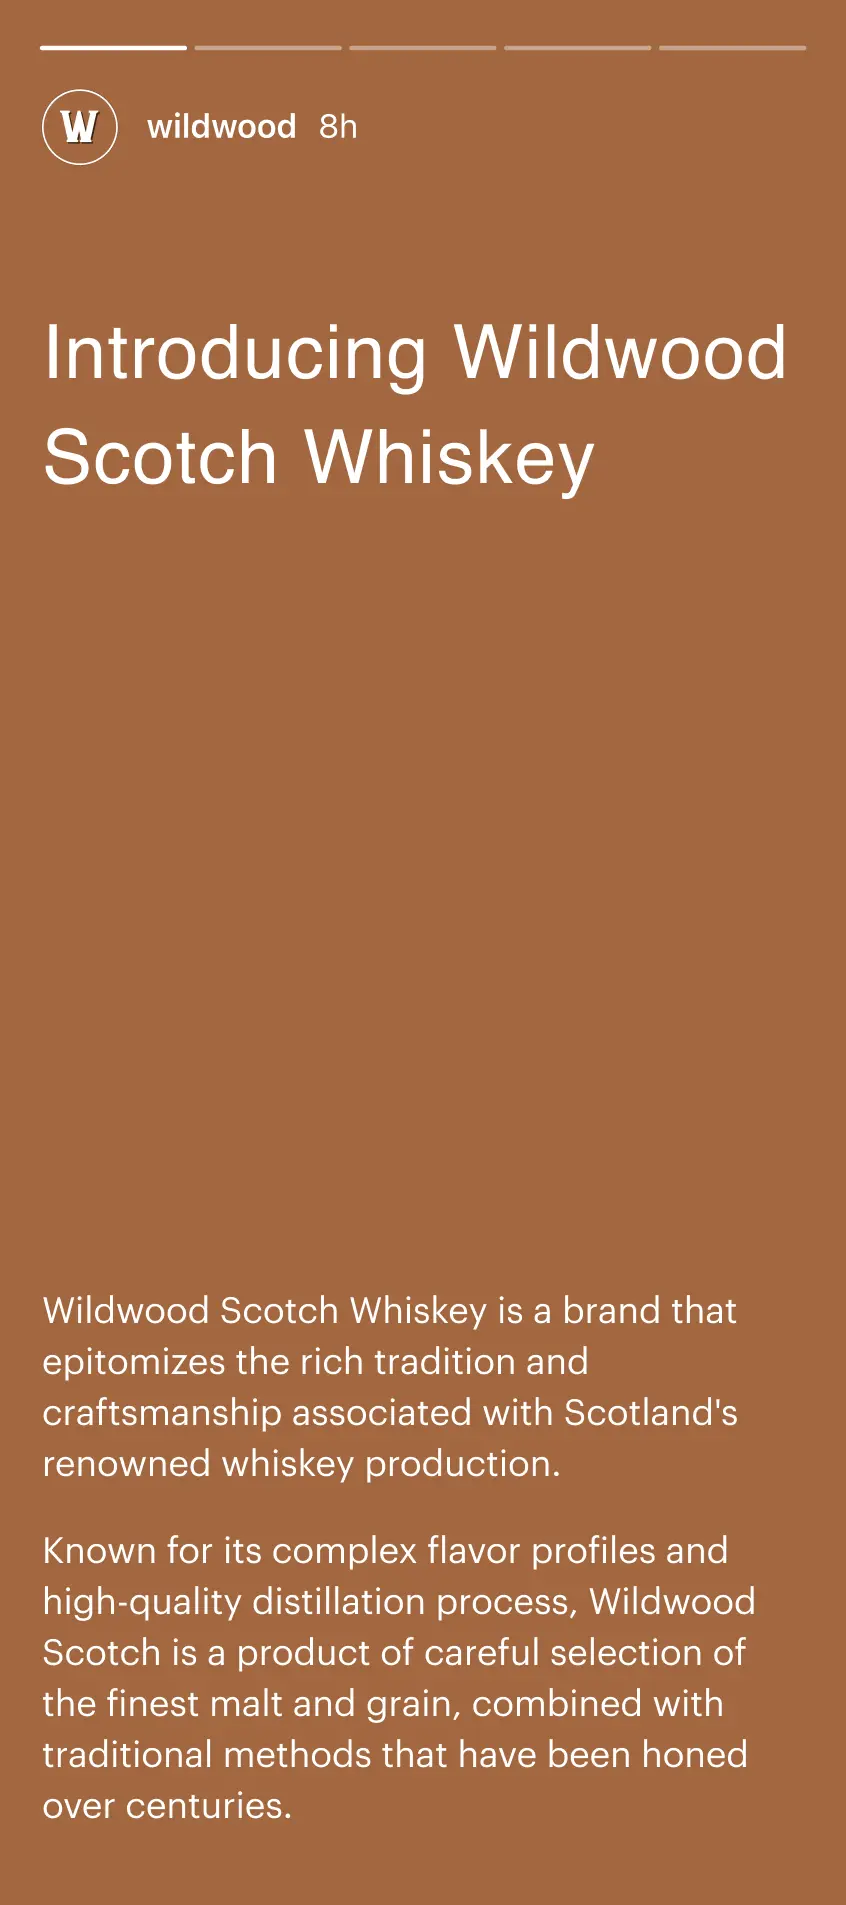 W
wildwood 8h
Introducing Wildwood
Scotch Whiskey
Wildwood Scotch Whiskey is a brand that
epitomizes the rich tradition and
craftsmanship associated with Scotland's
renowned whiskey production.
Known for its complex flavor profiles and
high-quality distillation process, Wildwood
Scotch is a product of careful selection of
the finest malt and grain, combined with
traditional methods that have been honed
over centuries.